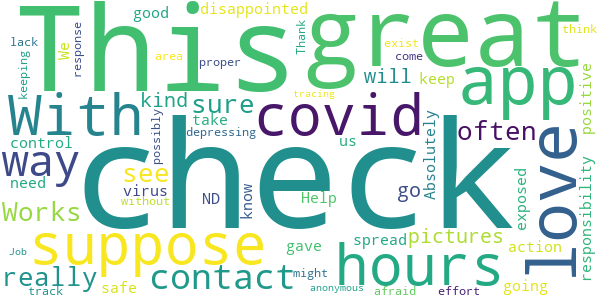 This great
check
app
covid
love
With
way
suppose
hours
contact
often
sure
kind
really
Works
see
pictures
will
go
disappointed
good
We
Thank
response
lack
keeping
area
proper
exist
come
think
keep
positive
take
control
need
depressing
possibly
tracing
us
virus
without
ND
know
Help
Absolutely
exposed
responsibility
gave
spread
action
might
safe
track
Job
anonymous
afraid
effort
going